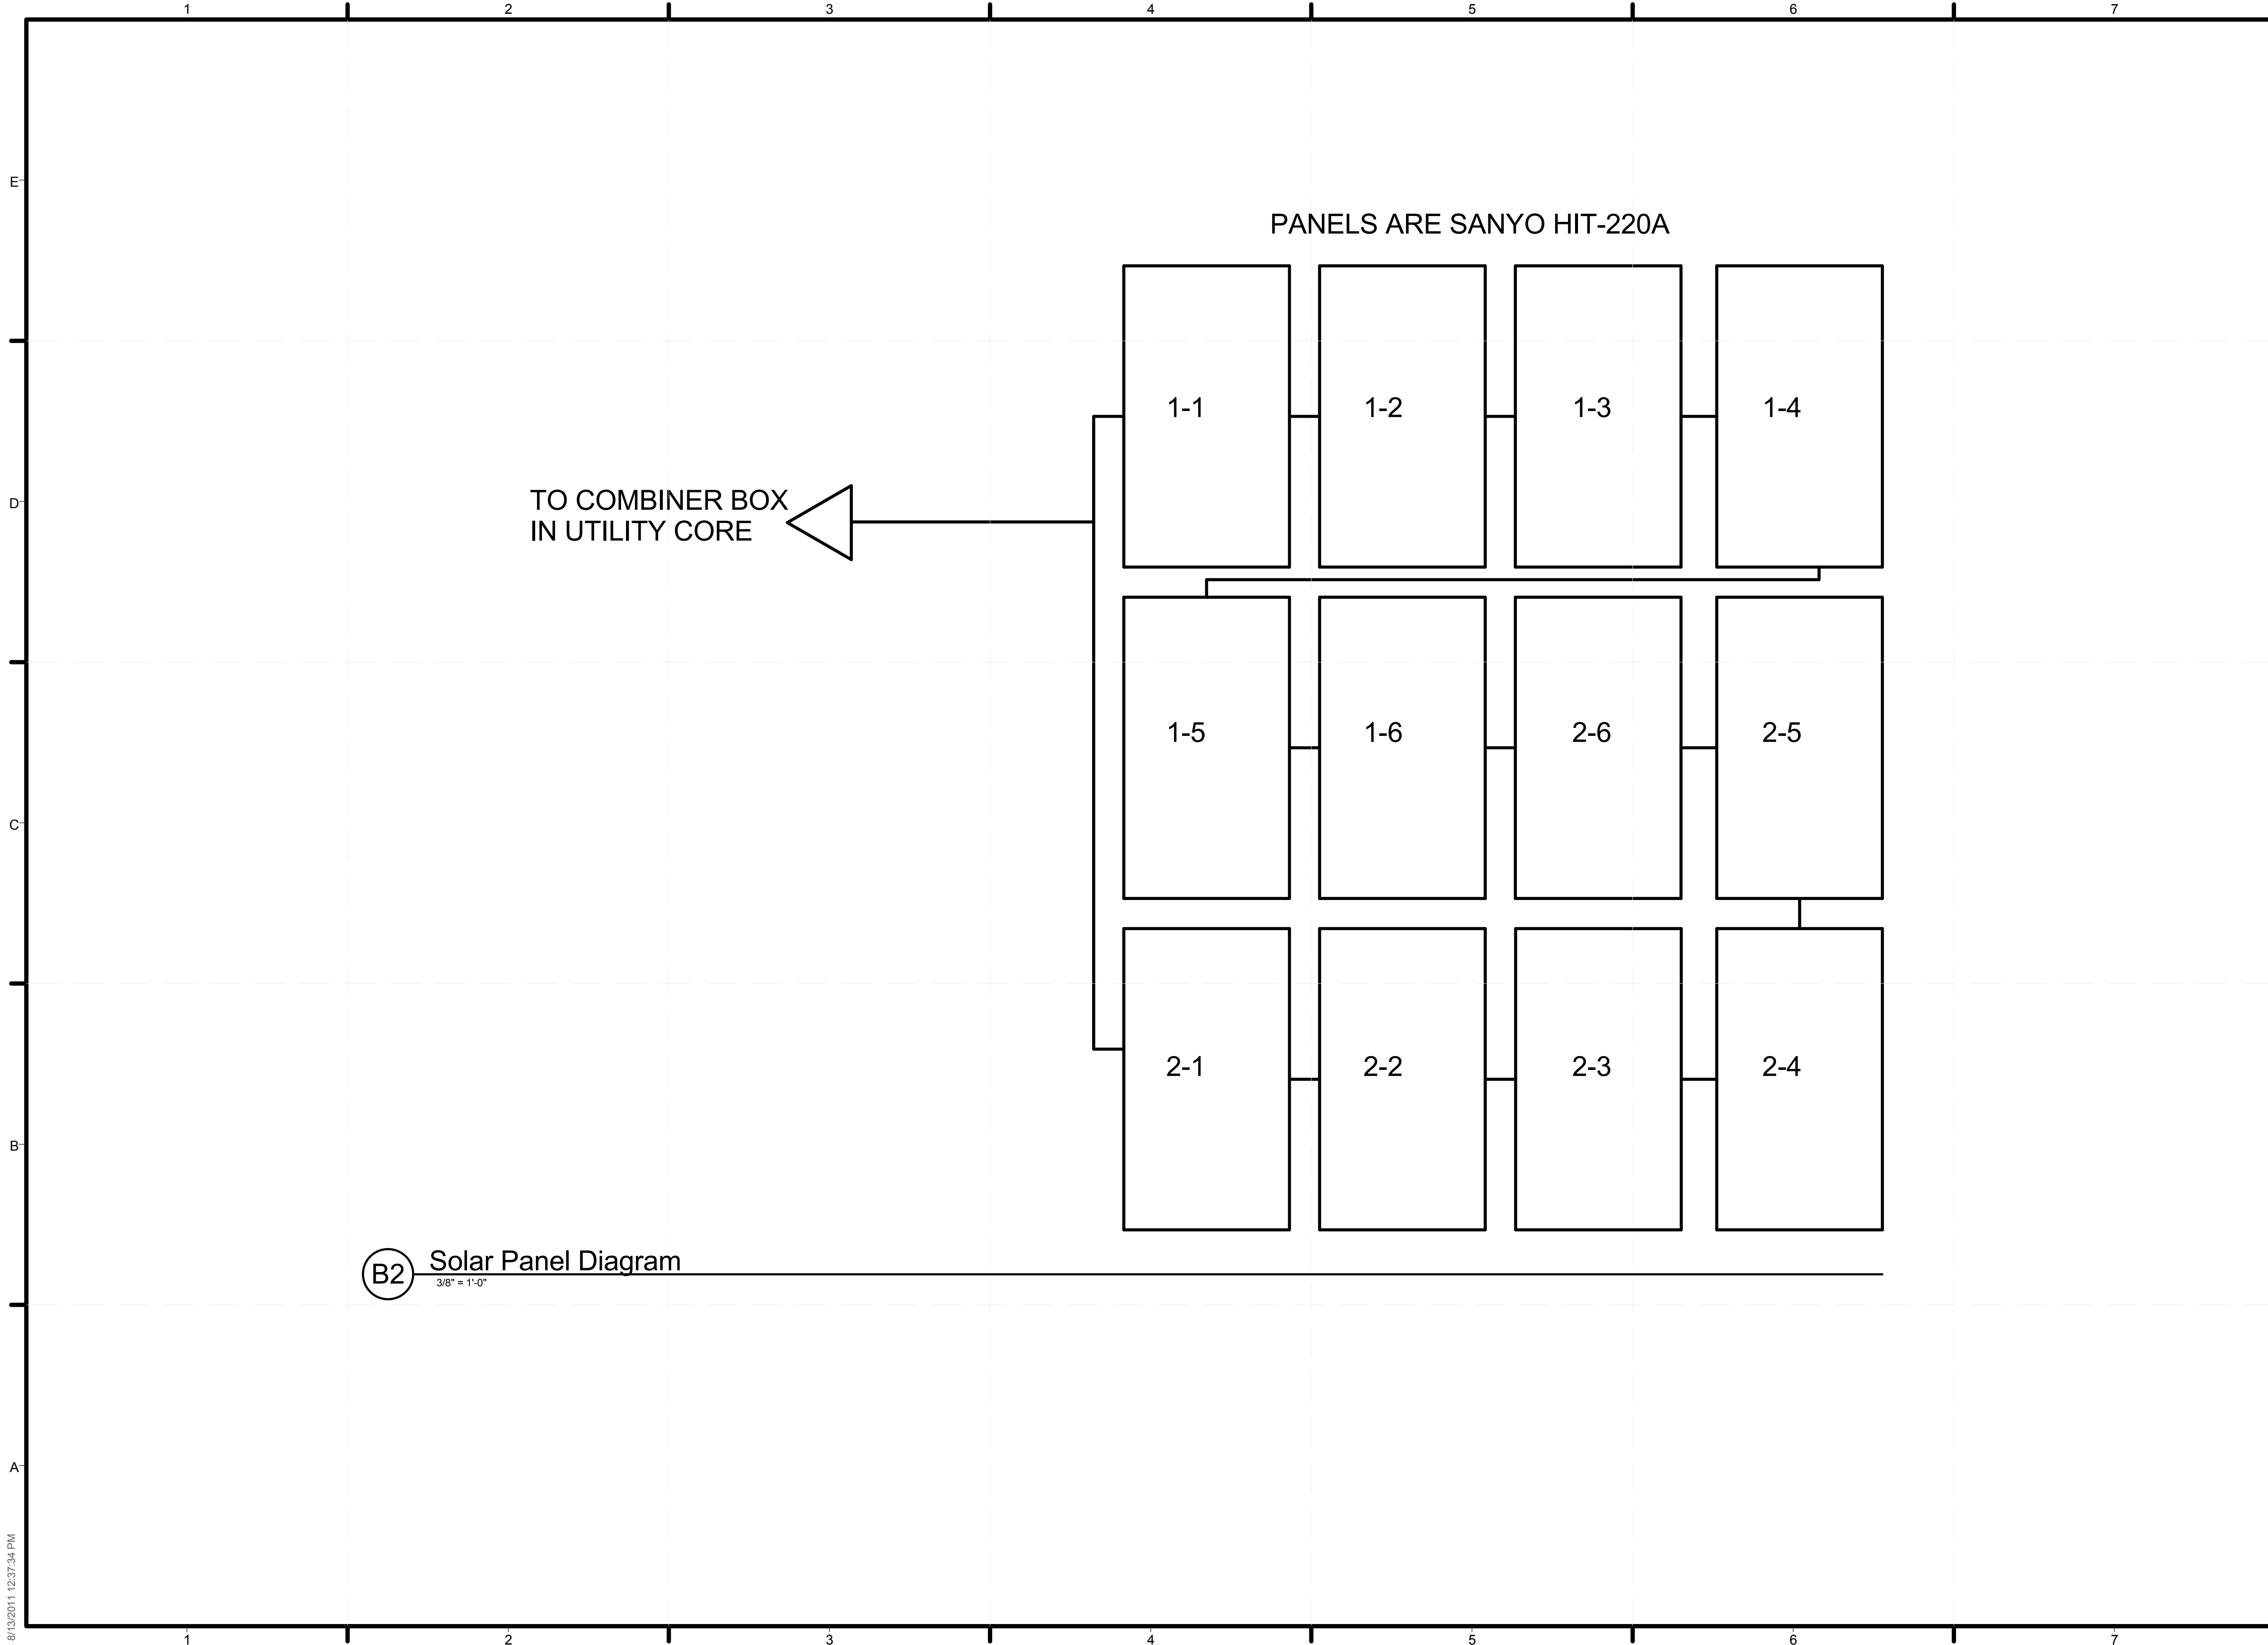 1 2 3 4 5 6 7
E
PANELS ARE SANYO HIT-220A
1-1 1-2 1-3 1-4
D
TO COMBINER BOX
IN UTILITY CORE
1-5 1-6 2-6 2-5
C
2-1 2-2 2-3 2-4
B
B2 Solar Panel Diagram
3/8" = 1'-0"
A
8/13/2011 12:37:34 PM
1 2 3 4 5 6 7